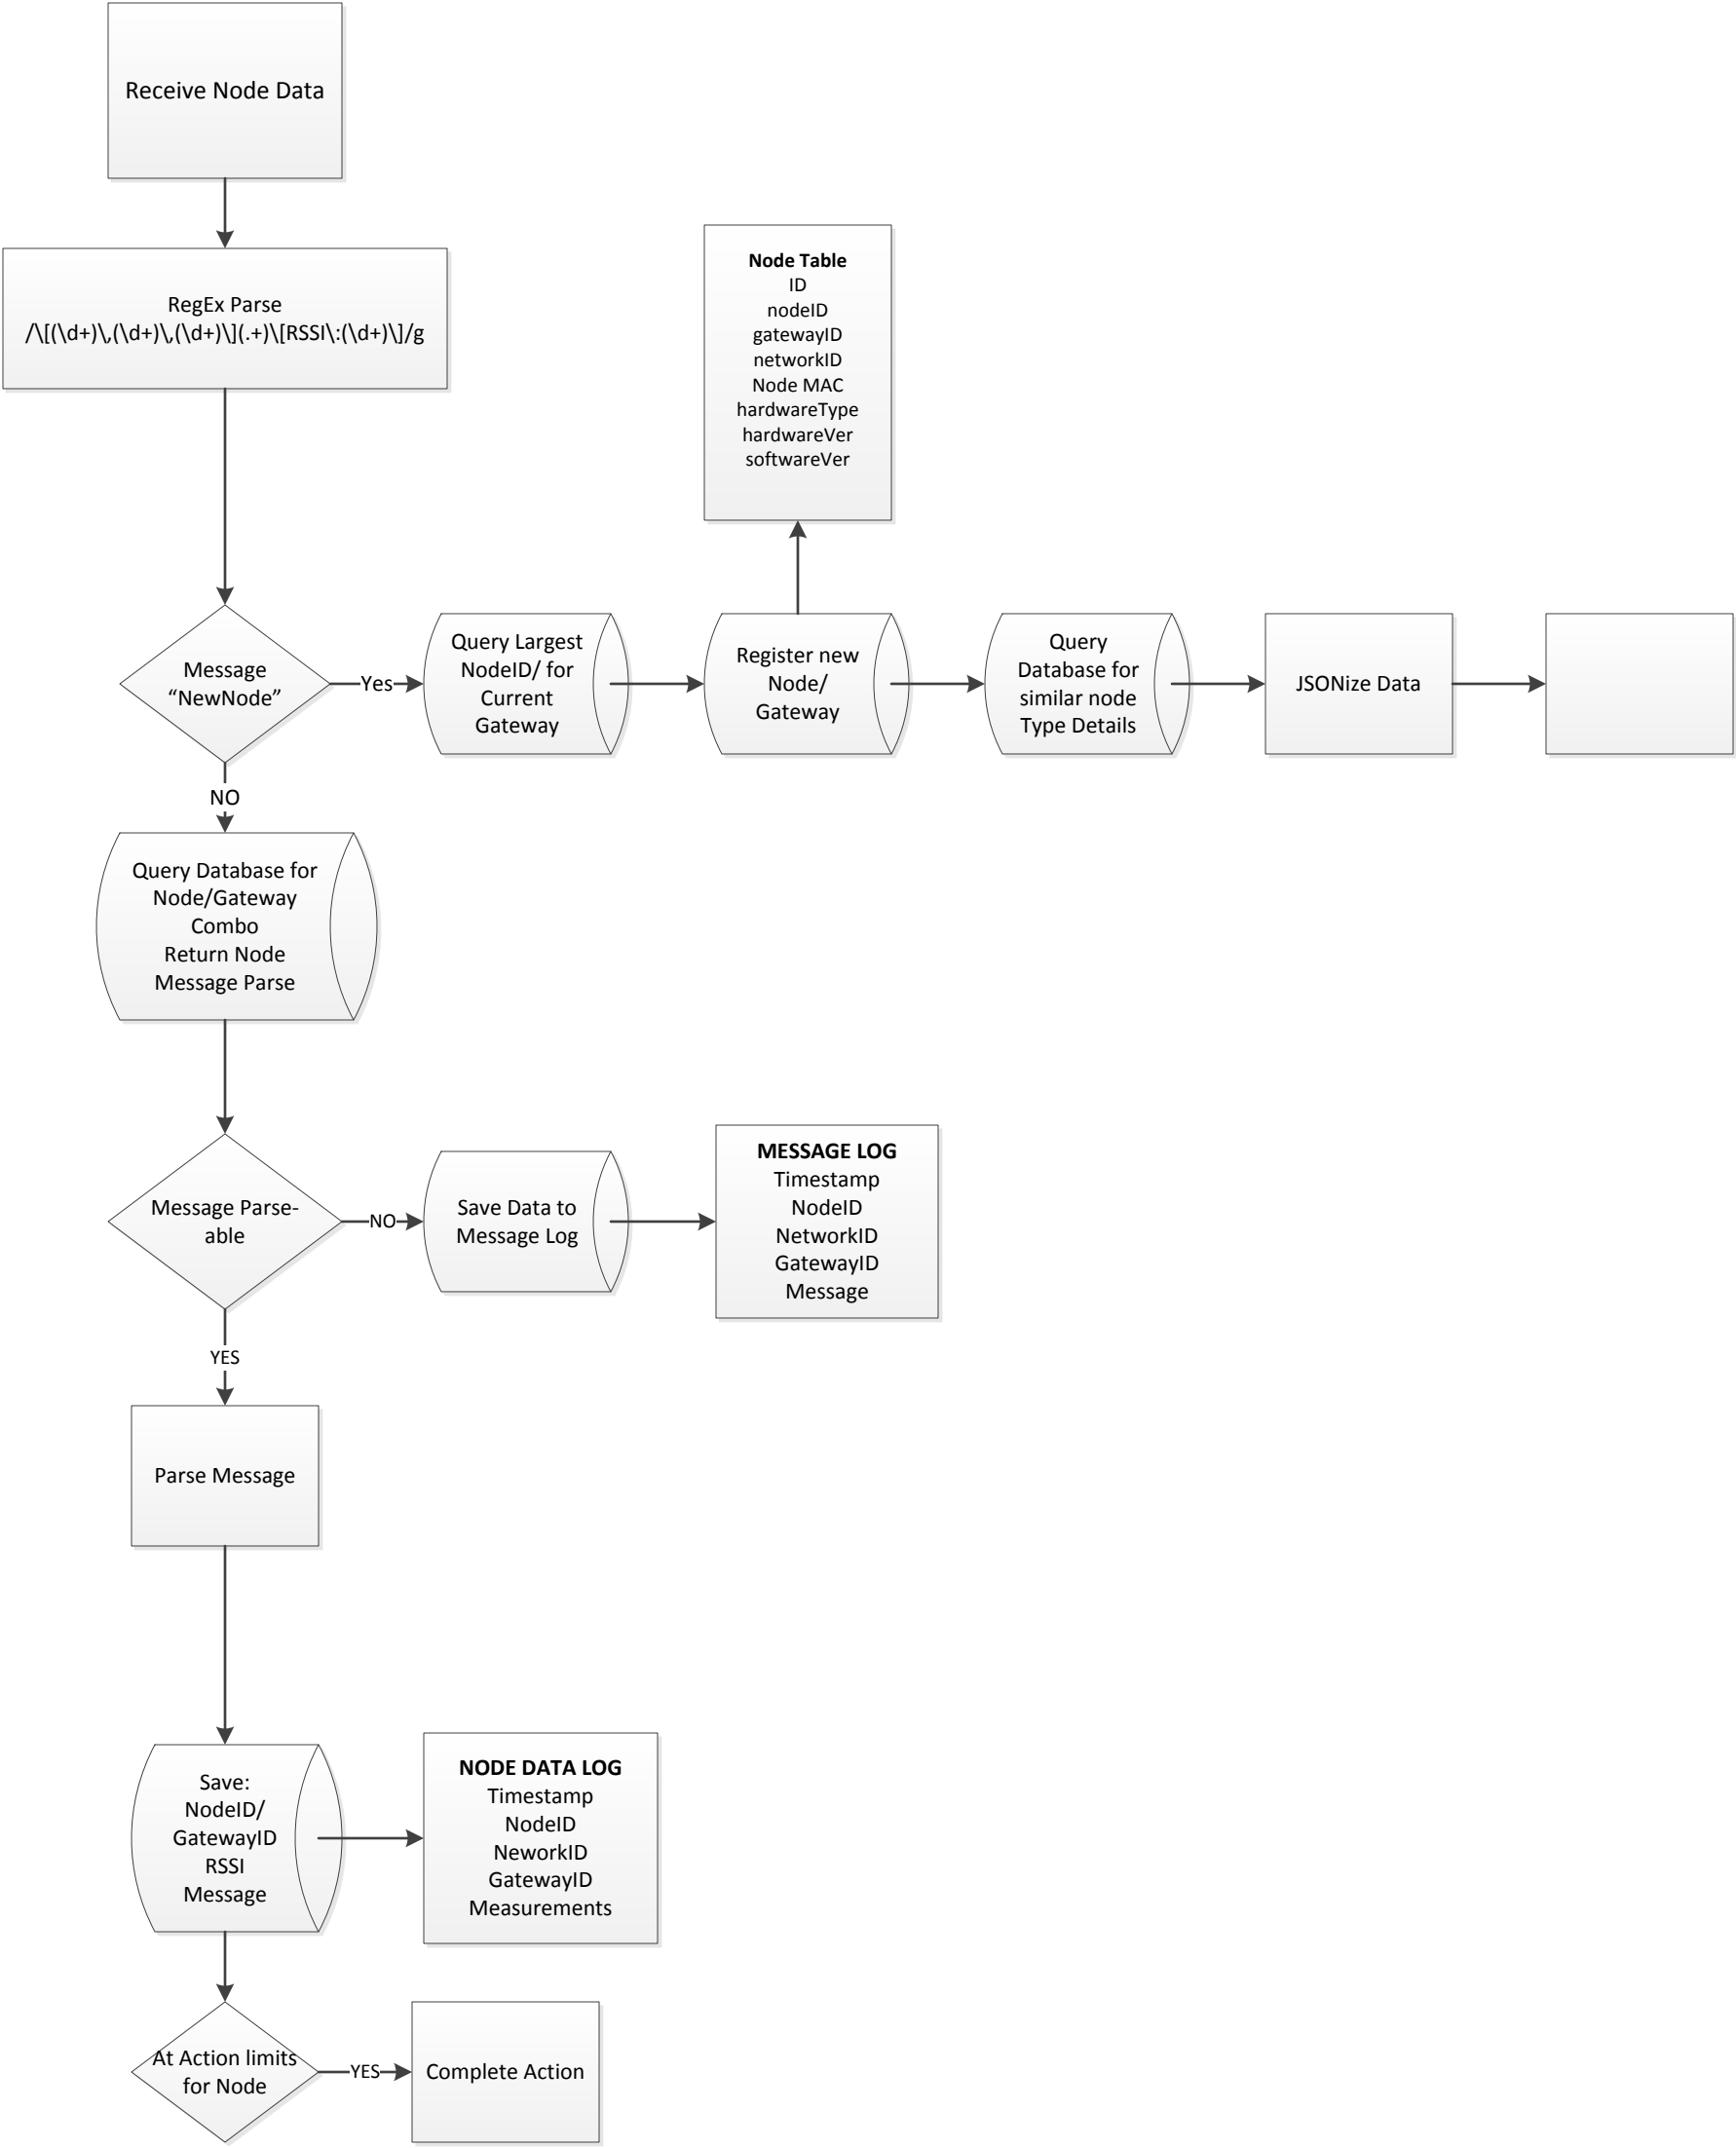 Receive Node Data
RegEx Parse
/\[(\d+)\,(\d+)\,(\d+)\](.+)\[RSSI\:(\d+)\]/g
Node Table
ID
nodeID
gatewayID
networkID
Node MAC
hardwareType
hardwareVer
softwareVer
Message
“NewNode”
Yes
Query Largest
NodeID/ for
Current
Gateway
Register new
Node/
Gateway
Query
Database for
similar node
Type Details
JSONize Data
NO
Query Database for
Node/Gateway
Combo
Return Node
Message Parse
Message Parse-
able
NO
Save Data to
Message Log
MESSAGE LOG
Timestamp
NodeID
NetworkID
GatewayID
Message
YES
Parse Message
Save:
NodeID/
GatewayID
RSSI
Message
NODE DATA LOG
Timestamp
NodeID
NeworkID
GatewayID
Measurements
At Action limits
for Node
YES
Complete Action